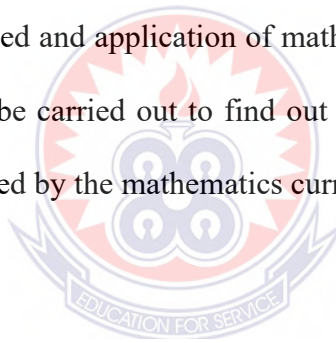 ed and application of math
be carried out to find out
ed by the mathematics curr
EDUCATION FOR SERVICE